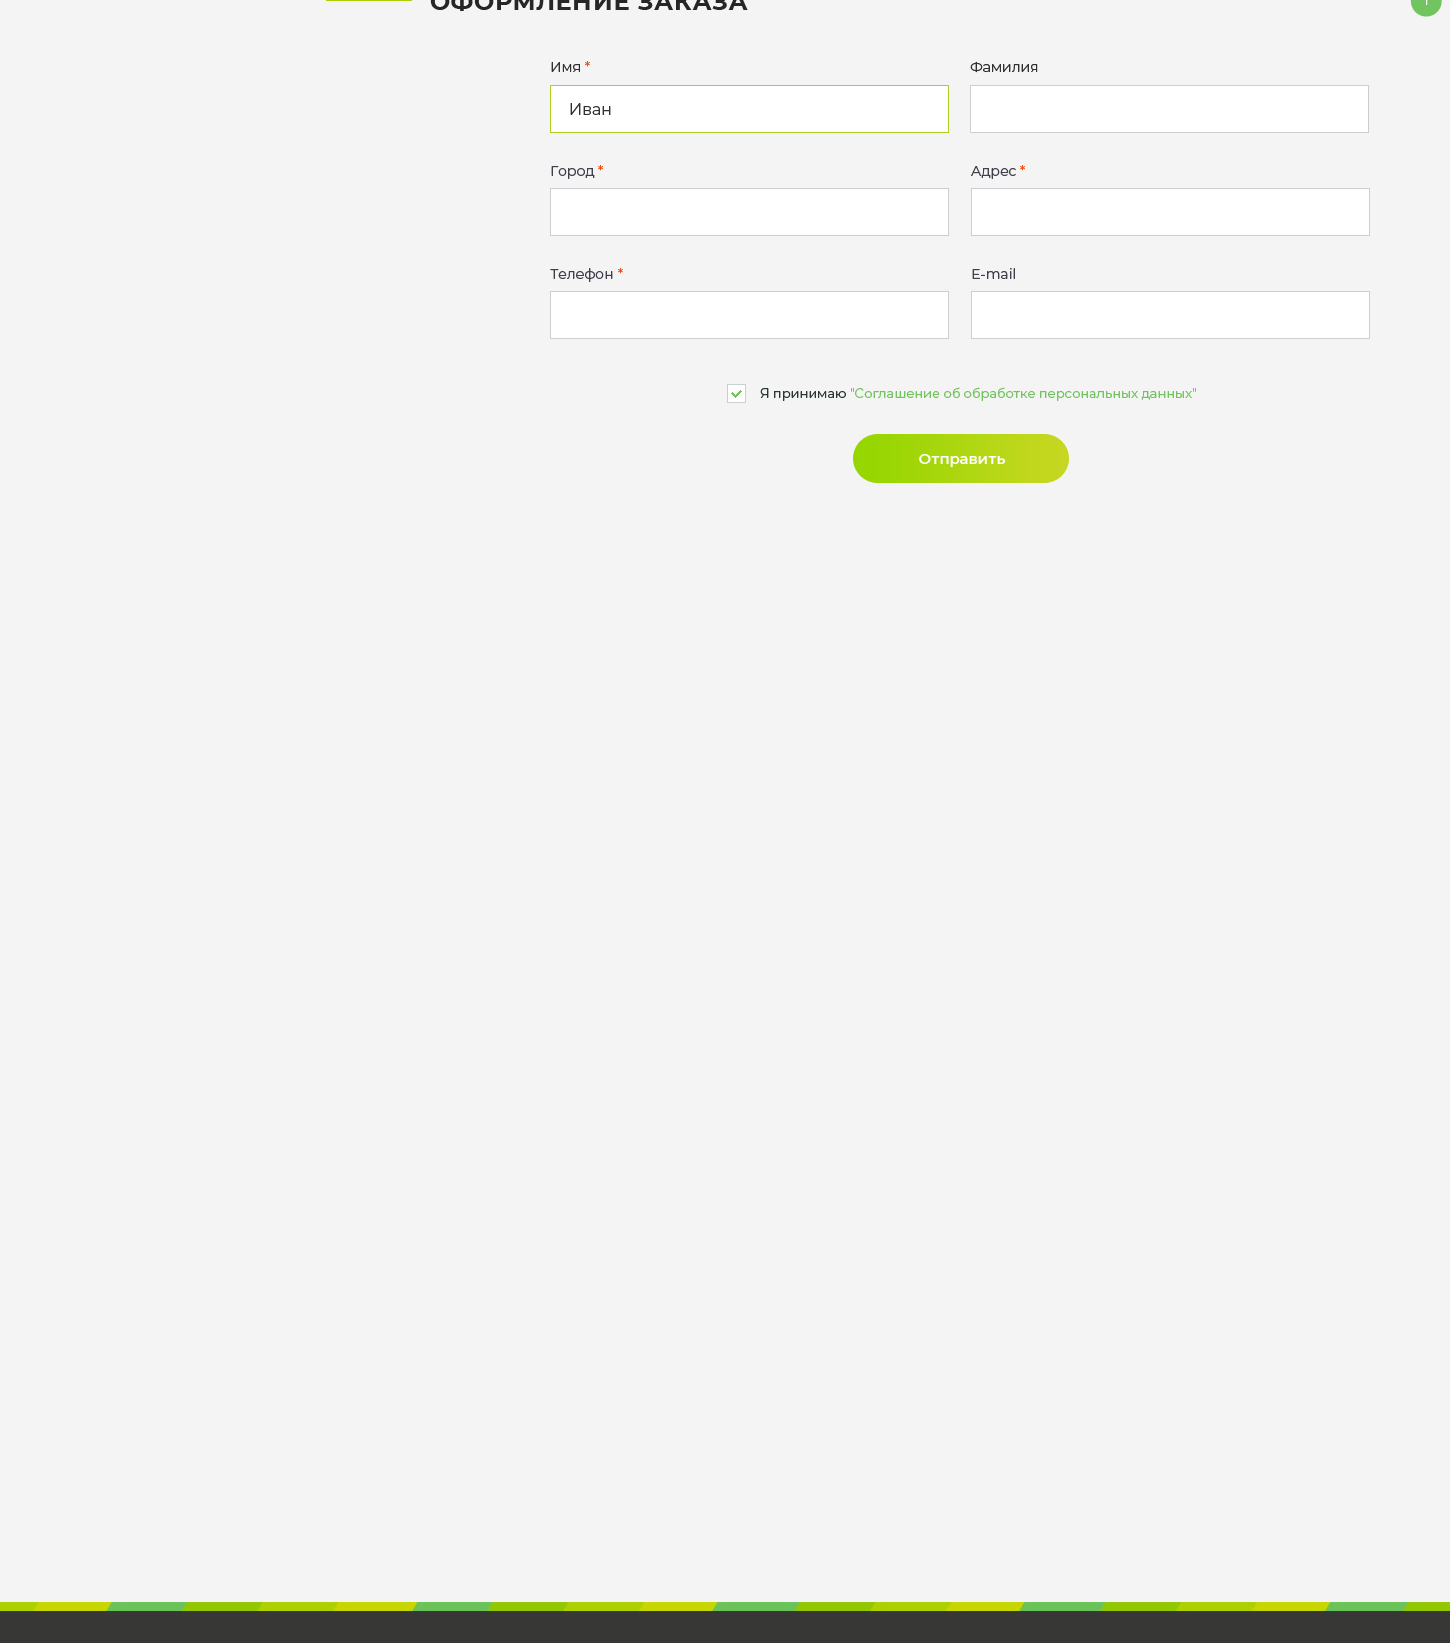 ОФОРМЛЕНИЕ ЗАКАЗА
Имя *
Фамилия
Иван
Город *
Адрес *
Телефон *
E-mail
Я принимаю "Соглашение об обработке персональных данных"
Отправить